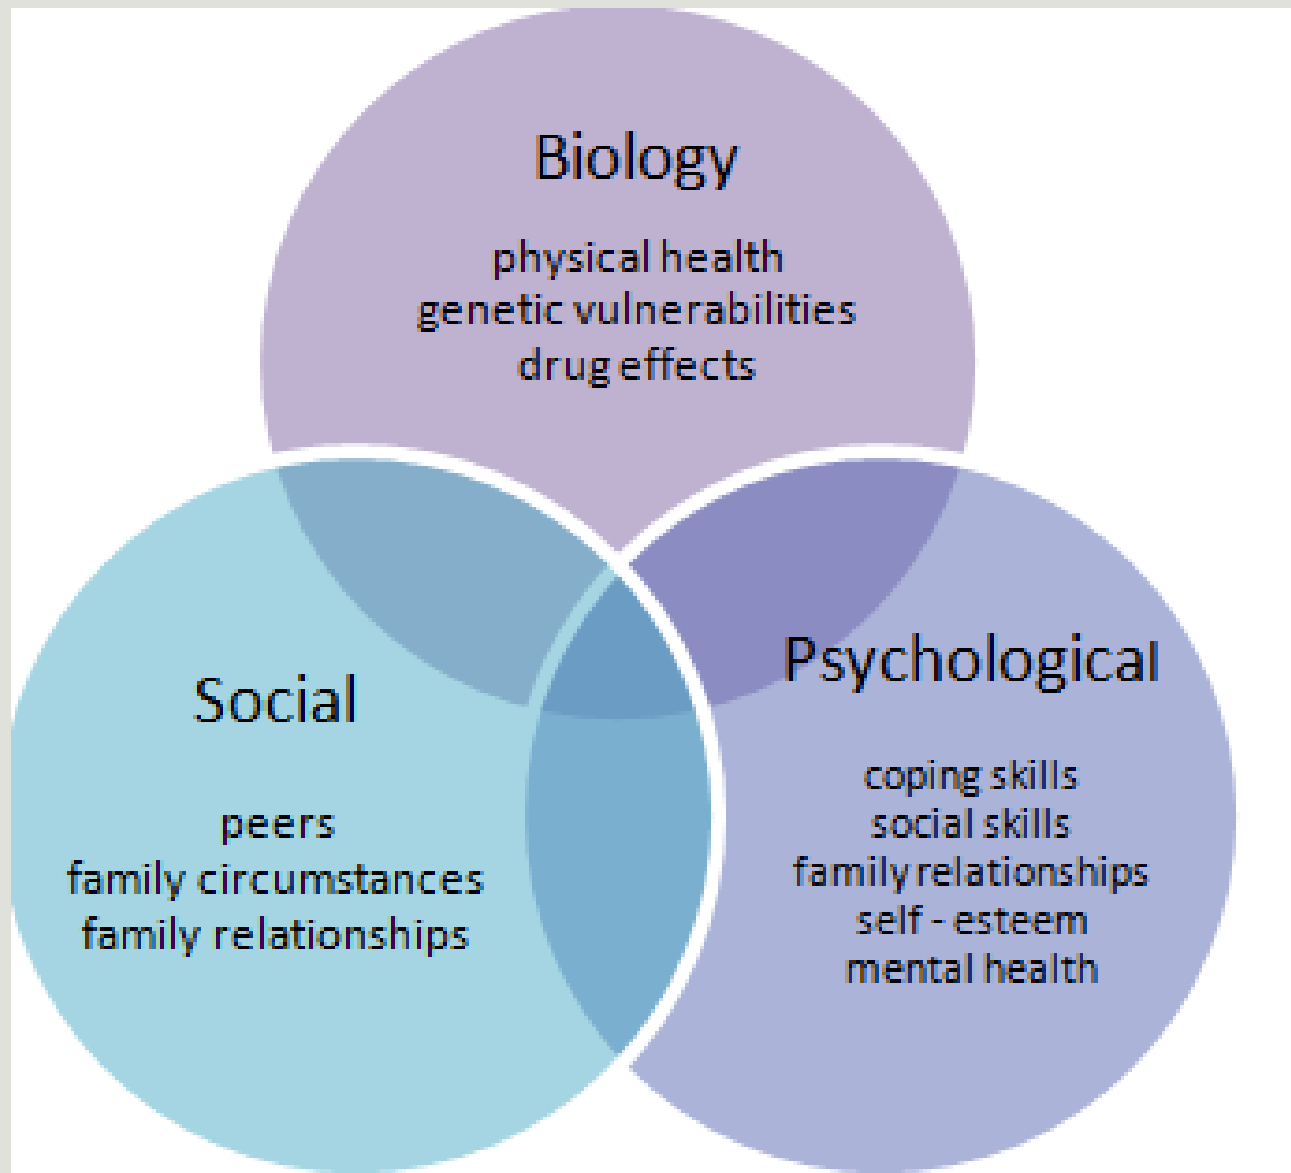 Biology
physical health
genetic vulnerabilities
drug effects
Social
peers
family circumstances
family relationships
Psychological
coping skills
social skills
family relationships
self - esteem
mental health